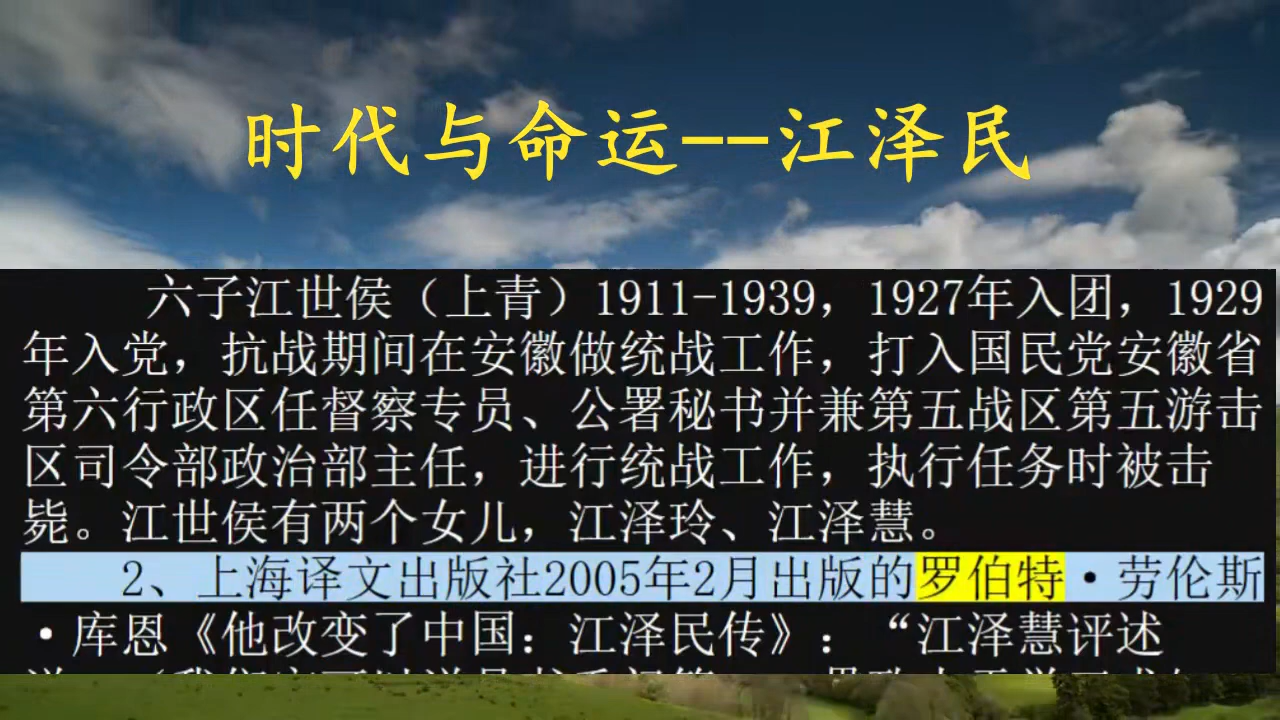 时代与命运--江泽民
六子江世侯（上青）1911-1939，1927年入团，1929
年入党，抗战期间在安徽做统战工作，打入国民党安徽省
第六行政区任督察专员、公署秘书并兼第五战区第五游击
区司令部政治部主任，进行统战工作，执行任务时被击
毙。江世侯有两个女儿，江泽玲、江泽慧。
2、上海译文出版社2005年2月出版的罗伯特·劳伦斯
·库恩《他改变了中国：江泽民传》：“江泽慧评述